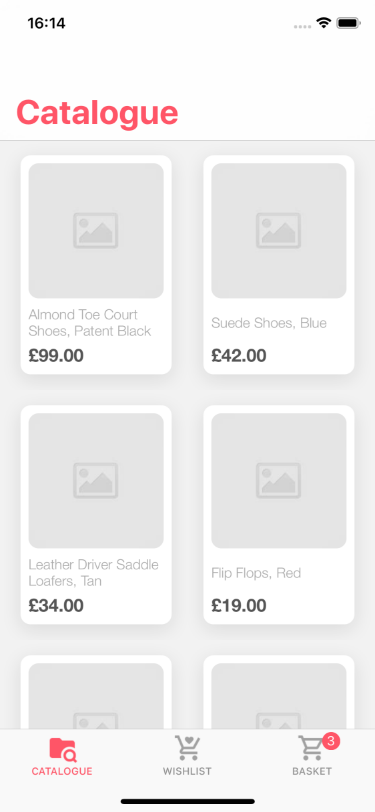 16:14
Catalogue
Almond Toe Court
Shoes, Patent Black
£99.00
Suede Shoes, Blue
£42.00
Leather Driver Saddle
Loafers, Tan
£34.00
Flip Flops, Red
£19.00
3
CATALOGUE
WISHLIST
BASKET